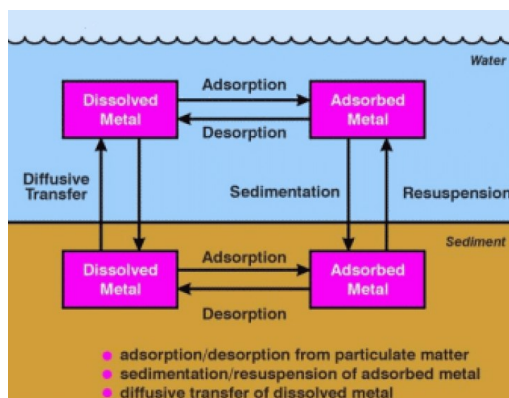 Water
Adsorption
Dissolved
Metal
Adsorbed
Metal
Desorption
Diffusive
Transfer
Sedimentation
Resuspension
Sediment
Adsorption
Dissolved
Metal
Adsorbed
Metal
Desorption
adsorption/desorption from particulate matter
sedimentation/resuspension of adsorbed metal
diffusive transfer of dissolved metal